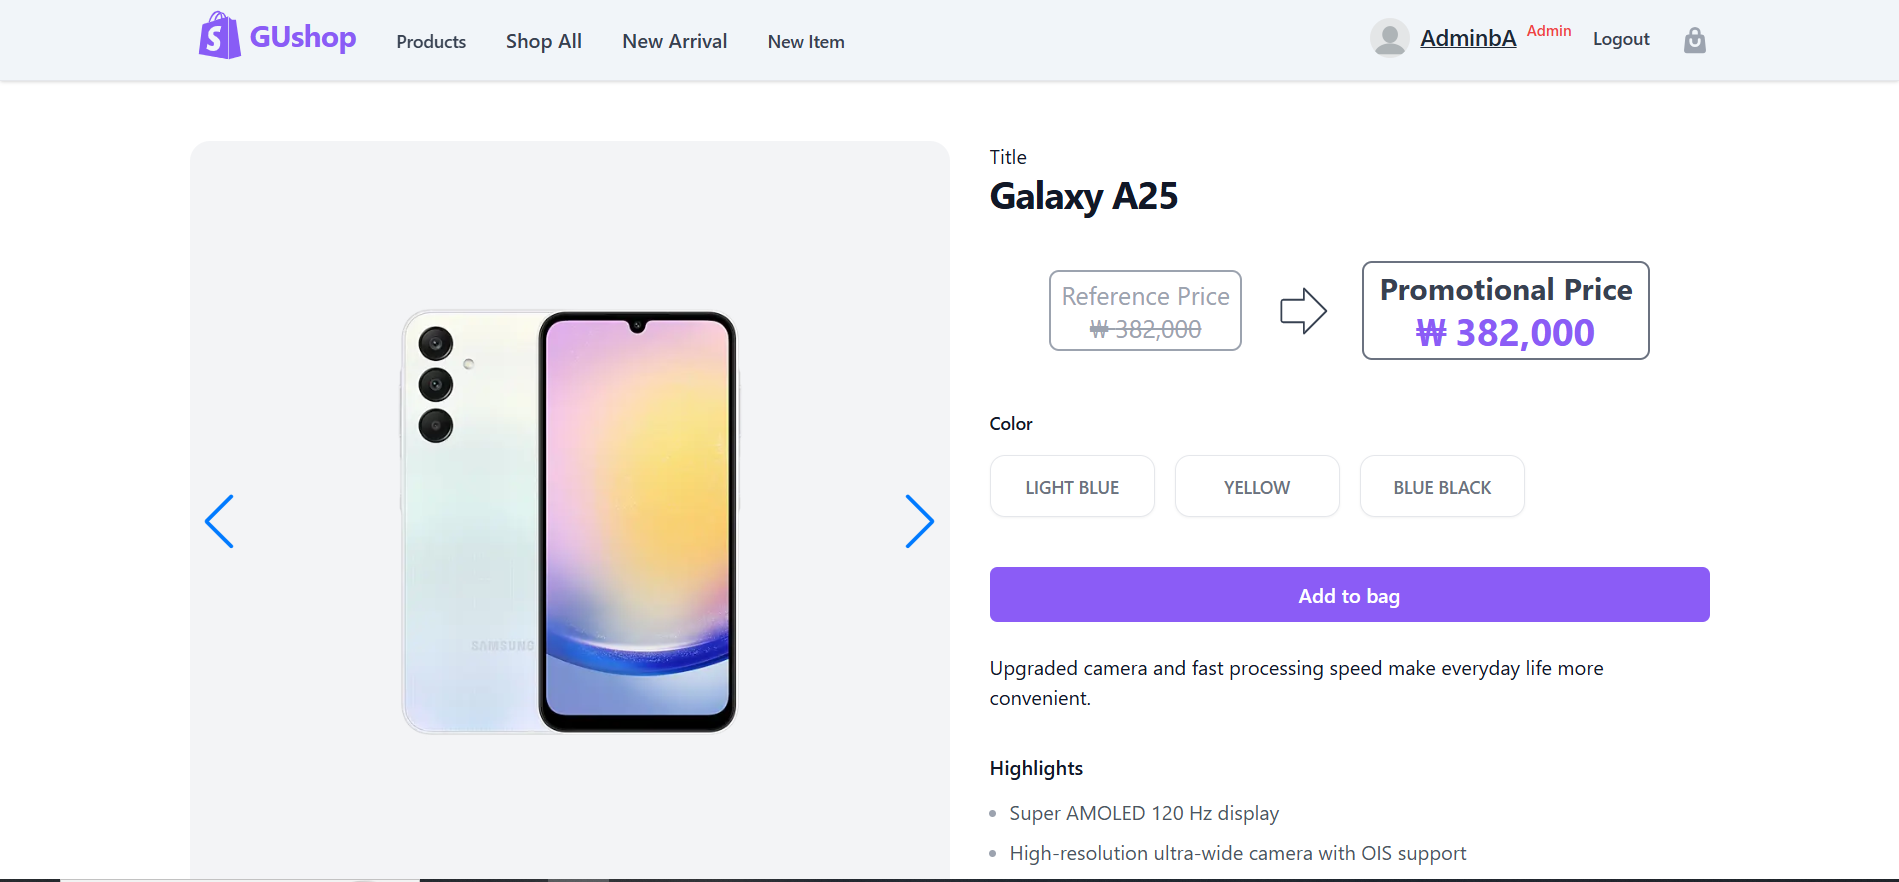 GUshop
Products
Shop All
New Arrival
New Item
AdminbA
Admin
Logout
Title
Galaxy A25
Reference Price
₩ 382,000
Promotional Price
₩ 382,000
Color
LIGHT BLUE
YELLOW
BLUE BLACK
Add to bag
Upgraded camera and fast processing speed make everyday life more
convenient.
Highlights
Super AMOLED 120 Hz display
High-resolution ultra-wide camera with OIS support
SAMSUNG